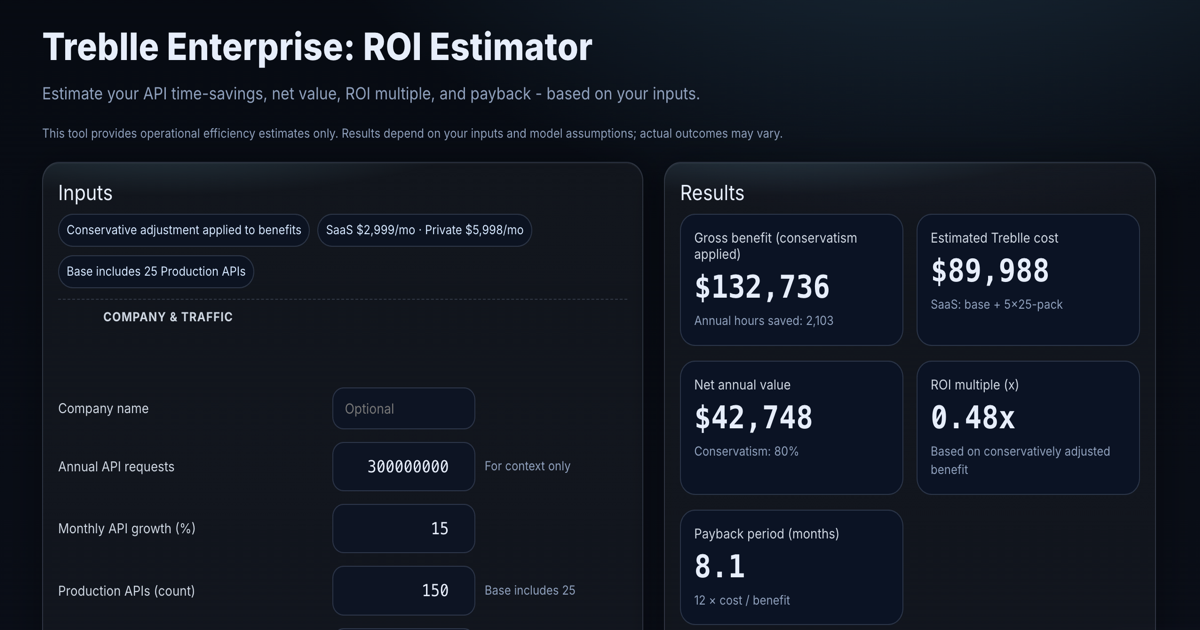 Treblle Enterprise: ROI Estimator
Estimate your API time-savings, net value, ROI multiple, and payback - based on your inputs.
This tool provides operational efficiency estimates only. Results depend on your inputs and model assumptions; actual outcomes may vary.
Inputs
Conservative adjustment applied to benefits
SaaS $2,999/mo · Private $5,998/mo
Base includes 25 Production APIs
COMPANY & TRAFFIC
Company name
Optional
Annual API requests
300000000
For context only
Monthly API growth (%)
15
Production APIs (count)
150
Base includes 25
Results
Gross benefit (conservatism
applied)
$132,736
Annual hours saved: 2,103
Estimated Treblle cost
$89,988
SaaS: base + 5×25-pack
Net annual value
$42,748
Conservatism: 80%
ROI multiple (x)
0.48x
Based on conservatively adjusted
benefit
Payback period (months)
8.1
12 × cost / benefit